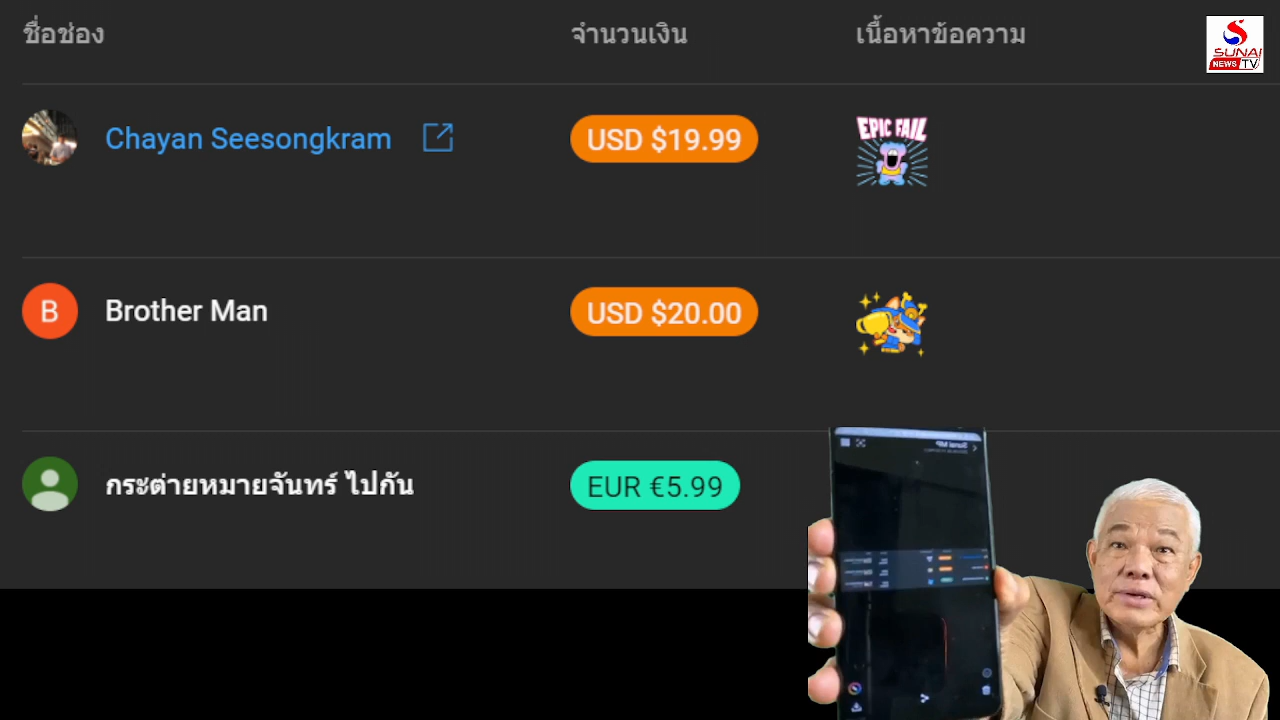 ชื่อช่อง จำนวนเงิน เนื้อหาข้อความ
SUNAI
NEWS TV
Chayan Seesongkram USD $19.99 EPIC FAIL
B Brother Man USD $20.00
กระต่ายหมายจันทร์ ไปกัน EUR €5.99
Sunai MP